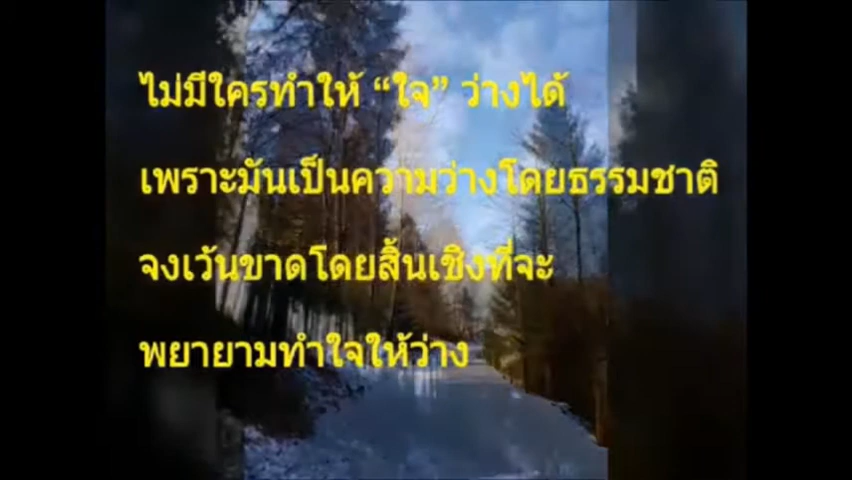 ไม่มีใครทำให้ “ใจ” ว่างได้
เพราะมันเป็นความว่างโดยธรรมชาติ
จงเว้นขาดโดยสิ้นเชิงที่จะ
พยายามทำใจให้ว่าง